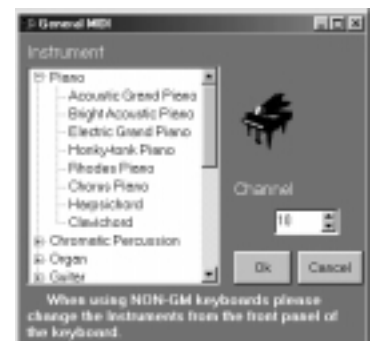 General MIDI
Instrument
Piano
Acoustic Grand Piano
Bright Acoustic Piano
Electric Grand Piano
Honky-tonk Piano
Rhodes Piano
Chorus Piano
Harpsichord
Clavichord
Chromatic Percussion
Organ
Guitar
Channel
10
Ok Cancel
When using NON-GM keyboards please
change the Instruments from the front panel of
the keyboard.